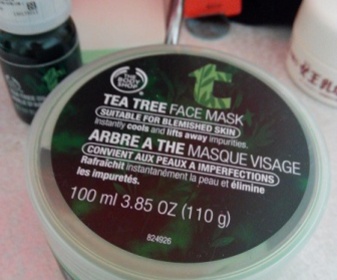 THE
BODY
SHOP
TEA TREE FACE MASK
SUITABLE FOR BLEMISHED SKIN
Instantly cools and lifts away impurities.
ARBRE A THE MASQUE VISAGE
CONVIENT AUX PEAUX A IMPERFECTIONS
Rafraîchit instantanément la peau et élimine
les impuretés.
100 ml 3.85 OZ (110 g)
824926